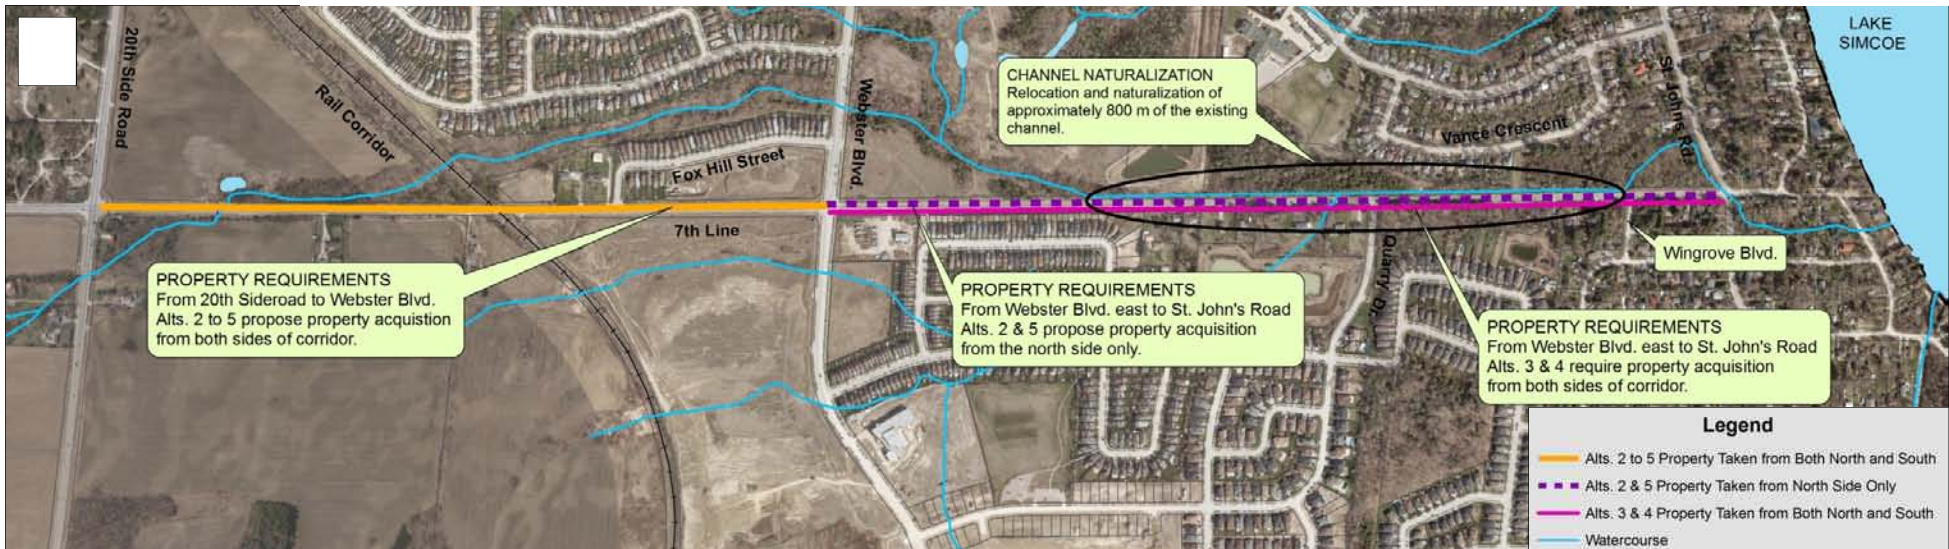 LAKE
SIMCOE
20th Side Road
Rail Corridor
Webster Blvd.
CHANNEL NATURALIZATION
Relocation and naturalization of
approximately 800 m of the existing
channel.
St. Johns Rd.
Vance Crescent
Fox Hill Street
7th Line
Quarry Dr.
Wingrove Blvd.
PROPERTY REQUIREMENTS
From 20th Sideroad to Webster Blvd.
Alts. 2 to 5 propose property acquistion
from both sides of corridor.
PROPERTY REQUIREMENTS
From Webster Blvd. east to St. John's Road
Alts. 2 & 5 propose property acquisition
from the north side only.
PROPERTY REQUIREMENTS
From Webster Blvd. east to St. John's Road
Alts. 3 & 4 require property acquisition
from both sides of corridor.
Legend
Alts. 2 to 5 Property Taken from Both North and South
Alts. 2 & 5 Property Taken from North Side Only
Alts. 3 & 4 Property Taken from Both North and South
Watercourse